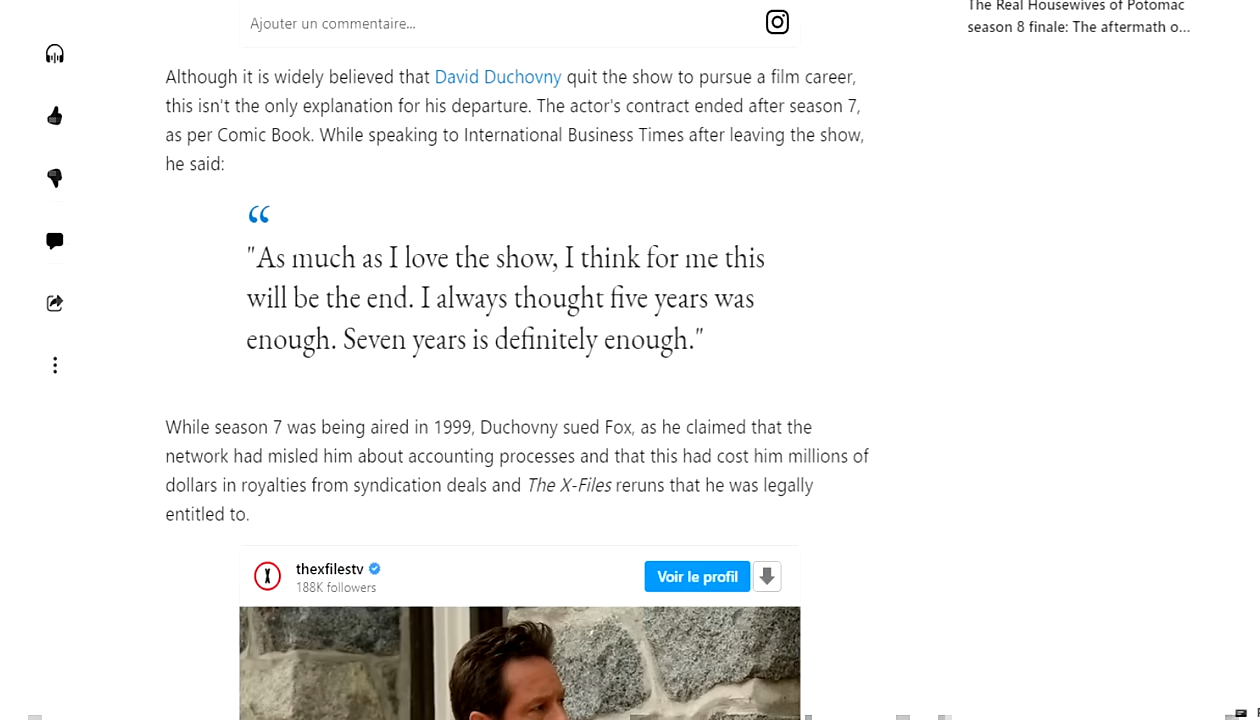 Ajouter un commentaire...
The Real Housewives of Potomac
season 8 finale: The aftermath o...
Although it is widely believed that David Duchovny quit the show to pursue a film career,
this isn't the only explanation for his departure. The actor's contract ended after season 7,
as per Comic Book. While speaking to International Business Times after leaving the show,
he said:
“
"As much as I love the show, I think for me this
will be the end. I always thought five years was
enough. Seven years is definitely enough."
While season 7 was being aired in 1999, Duchovny sued Fox, as he claimed that the
network had misled him about accounting processes and that this had cost him millions of
dollars in royalties from syndication deals and The X-Files reruns that he was legally
entitled to.
thexfilestv
188K followers
Voir le profil